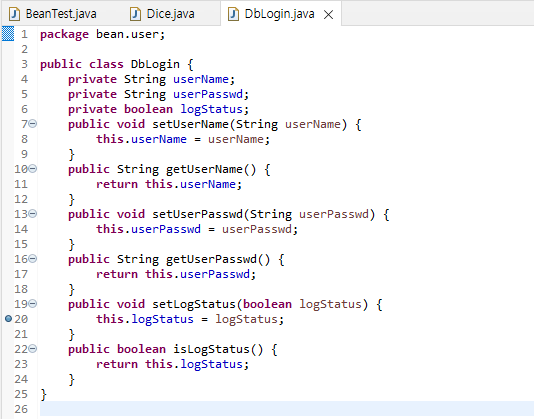 BeanTest.java Dice.java DbLogin.java
1 package bean.user;
2
3 public class DbLogin {
4     private String userName;
5     private String userPasswd;
6     private boolean logStatus;
7     public void setUserName(String userName) {
8         this.userName = userName;
9     }
10     public String getUserName() {
11         return this.userName;
12     }
13     public void setUserPasswd(String userPasswd) {
14         this.userPasswd = userPasswd;
15     }
16     public String getUserPasswd() {
17         return this.userPasswd;
18     }
19     public void setLogStatus(boolean logStatus) {
20         this.logStatus = logStatus;
21     }
22     public boolean isLogStatus() {
23         return this.logStatus;
24     }
25 }
26